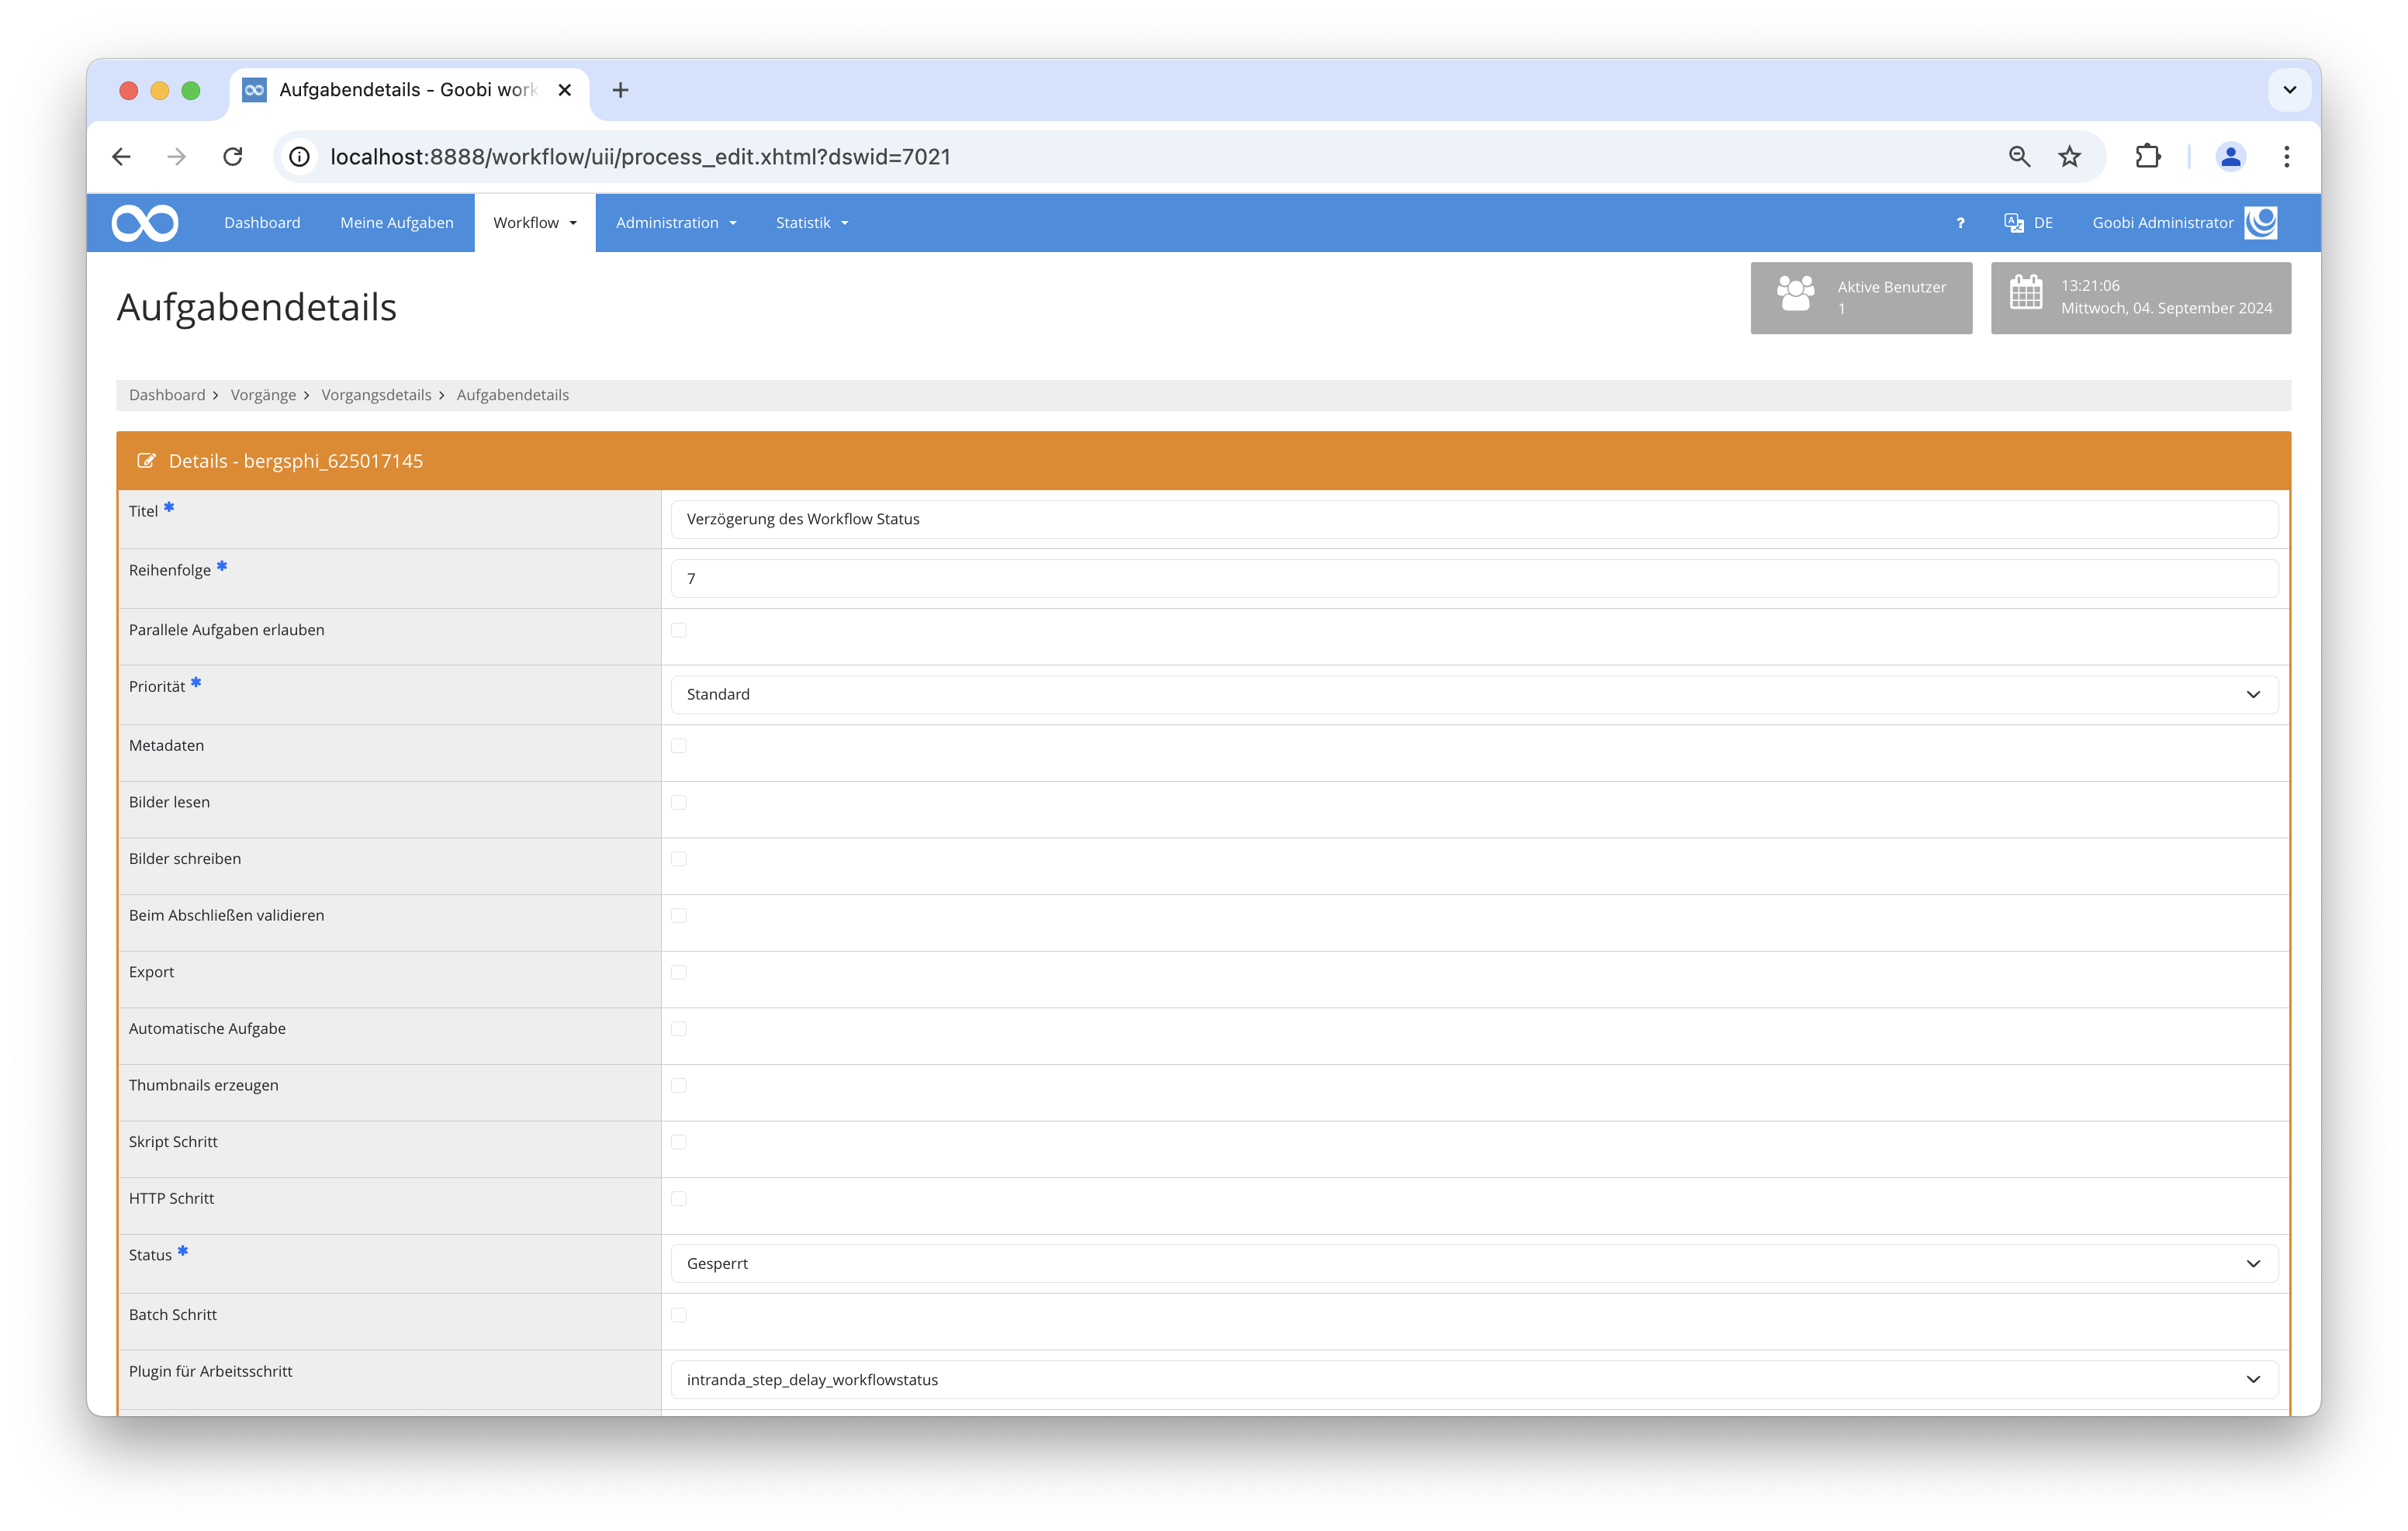 Aufgabendetails - Goobi work
localhost:8888/workflow/uii/process_edit.xhtml?dswid=7021
Dashboard Meine Aufgaben Workflow Administration Statistik ? DE Goobi Administrator
Aufgabendetails
Aktive Benutzer
1
13:21:06
Mittwoch, 04. September 2024
Dashboard > Vorgänge > Vorgangsdetails > Aufgabendetails
Details - bergsphi_625017145
Titel * Verzögerung des Workflow Status
Reihenfolge * 7
Parallele Aufgaben erlauben
Priorität * Standard
Metadaten
Bilder lesen
Bilder schreiben
Beim Abschließen validieren
Export
Automatische Aufgabe
Thumbnails erzeugen
Skript Schritt
HTTP Schritt
Status * Gesperrt
Batch Schritt
Plugin für Arbeitsschritt intranda_step_delay_workflowstatus